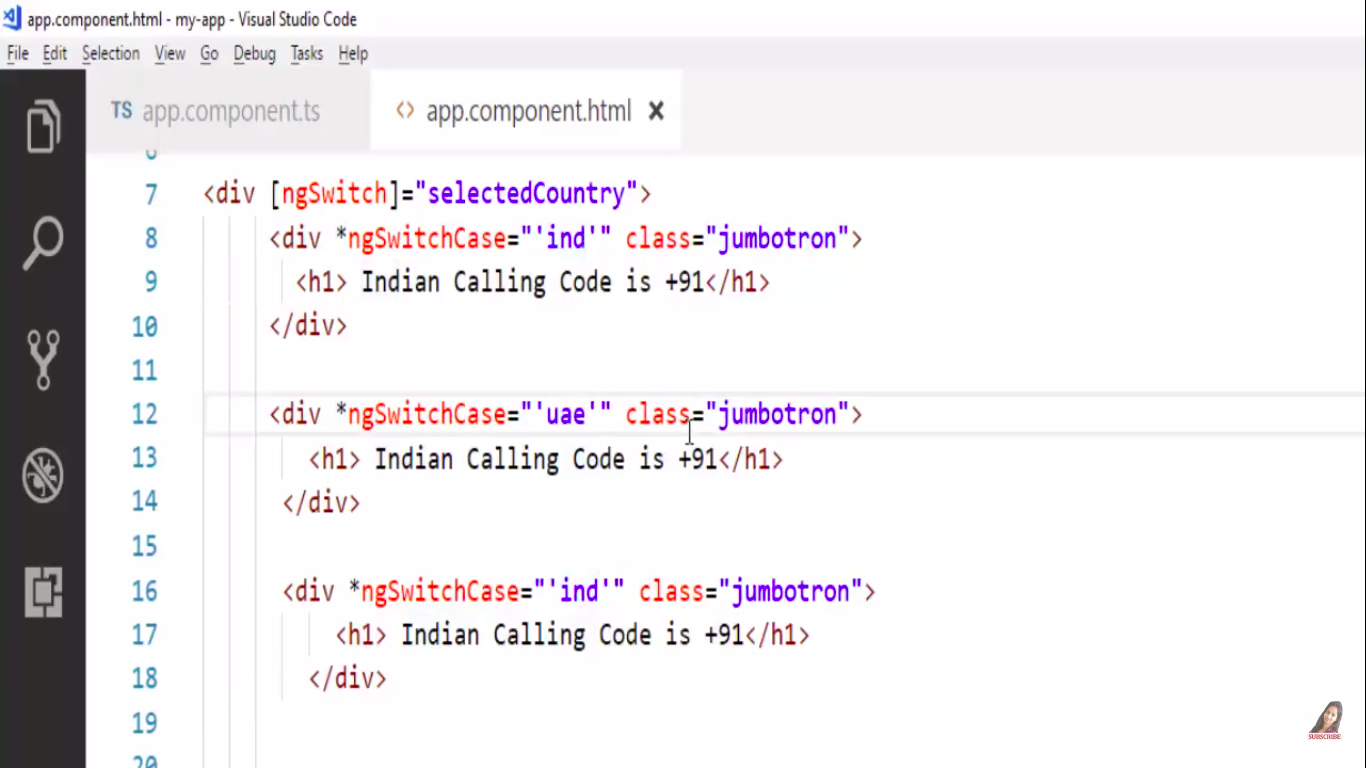 app.component.html - my-app - Visual Studio Code
File Edit Selection View Go Debug Tasks Help
TS app.component.ts <> app.component.html
6
7 <div [ngSwitch]="selectedCountry">
8 <div *ngSwitchCase="'ind'" class="jumbotron">
9 <h1> Indian Calling Code is +91</h1>
10 </div>
11
12 <div *ngSwitchCase="'uae'" class="jumbotron">
13 <h1> Indian Calling Code is +91</h1>
14 </div>
15
16 <div *ngSwitchCase="'ind'" class="jumbotron">
17 <h1> Indian Calling Code is +91</h1>
18 </div>
19
20
SUBSCRIBE